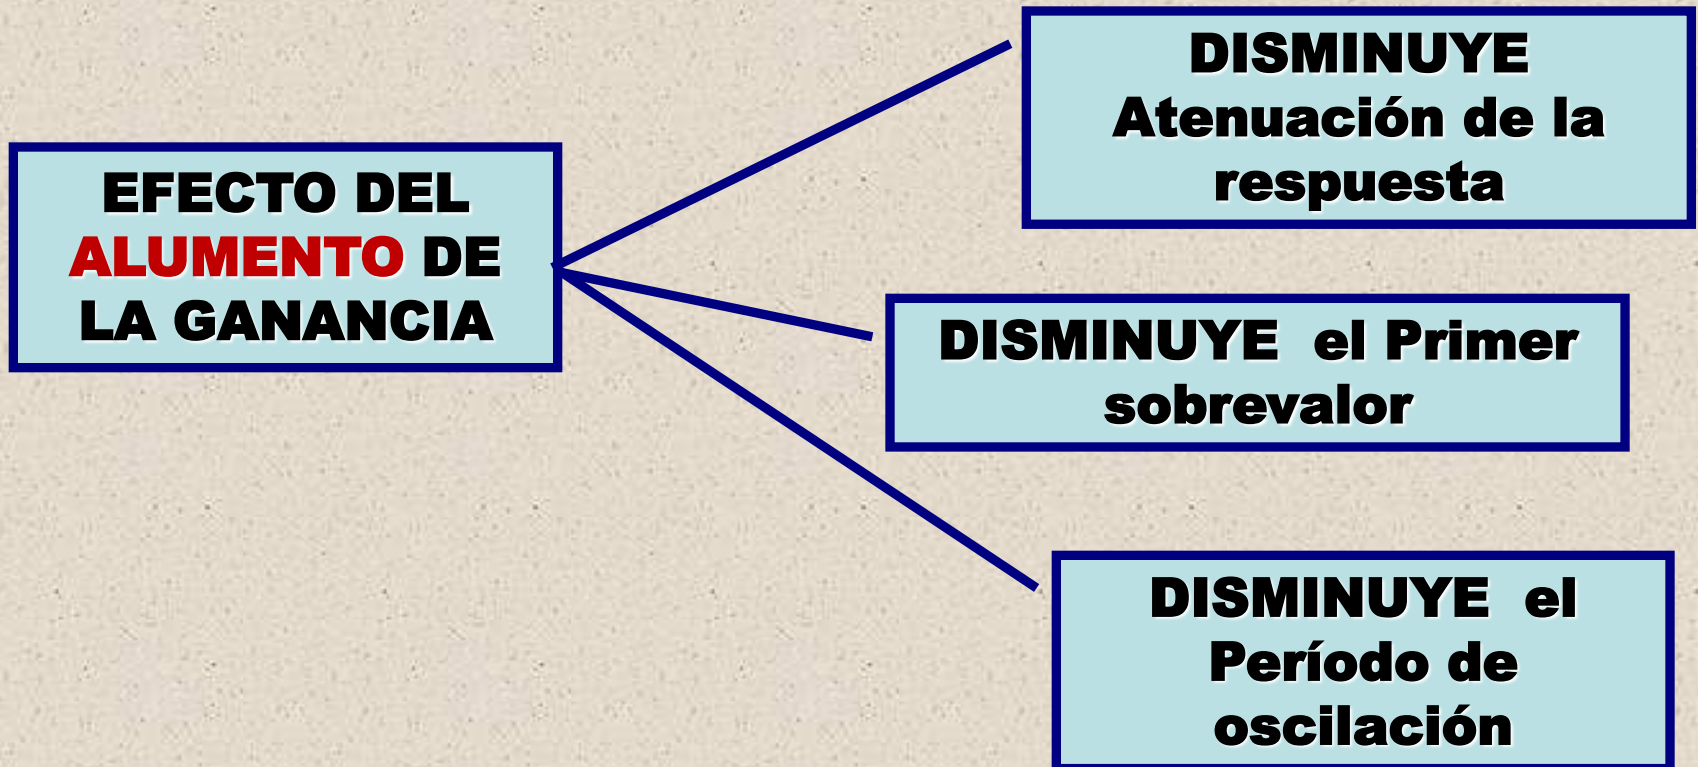 EFECTO DEL
ALUMENTO DE
LA GANANCIA
DISMINUYE
Atenuación de la
respuesta
DISMINUYE  el Primer
sobrevalor
DISMINUYE  el
Período de
oscilación